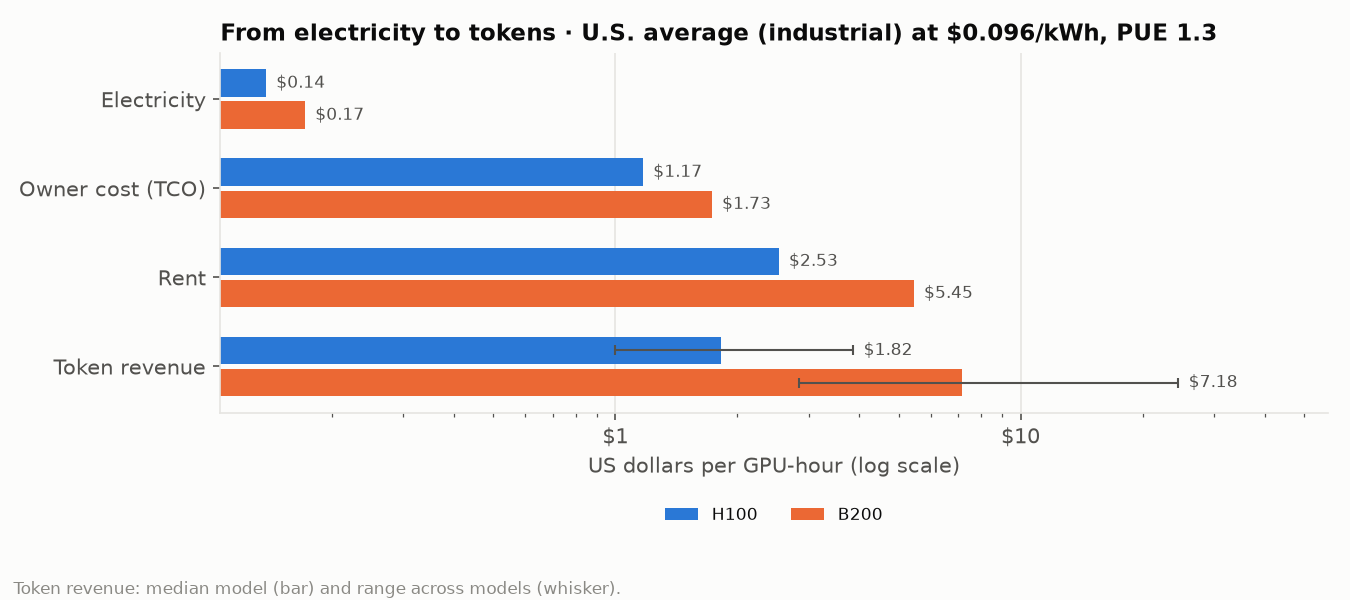 From electricity to tokens · U.S. average (industrial) at $0.096/kWh, PUE 1.3
Electricity
$0.14
$0.17
Owner cost (TCO)
$1.17
$1.73
Rent
$2.53
$5.45
Token revenue
$1.82
$7.18
$1
$10
US dollars per GPU-hour (log scale)
H100
B200
Token revenue: median model (bar) and range across models (whisker).